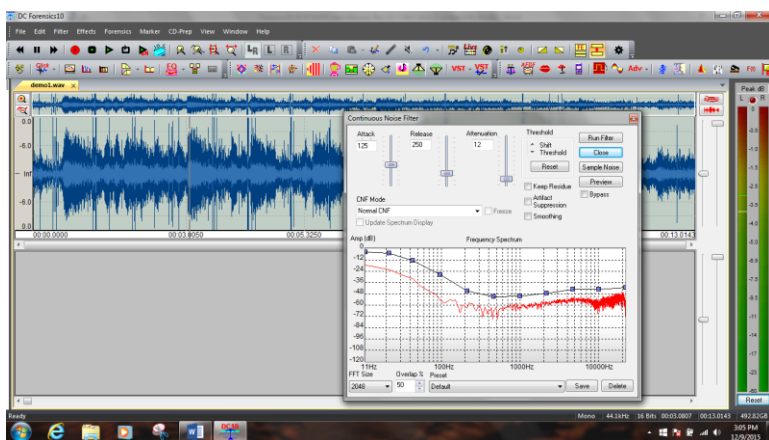 DC Forensics10
File Edit Filter Effects Forensics Marker CD-Prep View Window Help
LR L R Live
Click EQ VST VST AFDF Adv
demo1.wav x
Peak dB
L R
0.0
-6.0
- Inf
-6.0
0.0
00:00.0000 00:03.8050 00:05.3250 00:13.0143
Continuous Noise Filter
Attack Release Attenuation Threshold
125 250 12
Shift
Threshold
Reset
Run Filter
Close
Sample Noise
Preview
Bypass
Keep Residue
Artifact
Suppression
Smoothing
CNF Mode
Normal CNF
Freeze
Update Spectrum Display
Amp (dB) Frequency Spectrum
0
-12
-24
-36
-48
-60
-72
-84
-96
-108
-120
11Hz 100Hz 1000Hz 10000Hz
FFT Size Overlap % Preset
2048 50 Default Save Delete
Reset
Ready
Mono 44.1kHz 16 Bits 00:03.0807 00:13.0143 492.82GB
3:05 PM
12/9/2015